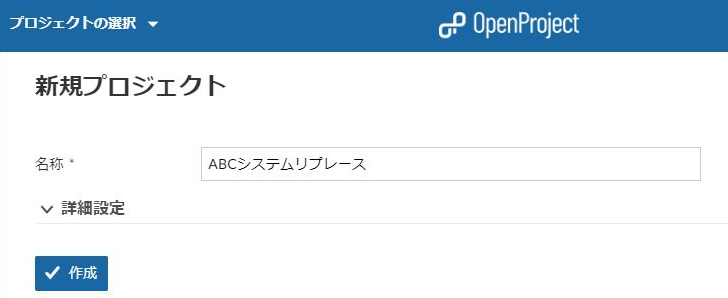 プロジェクトの選択
OpenProject
新規プロジェクト
名称 *
ABCシステムリプレース
詳細設定
作成